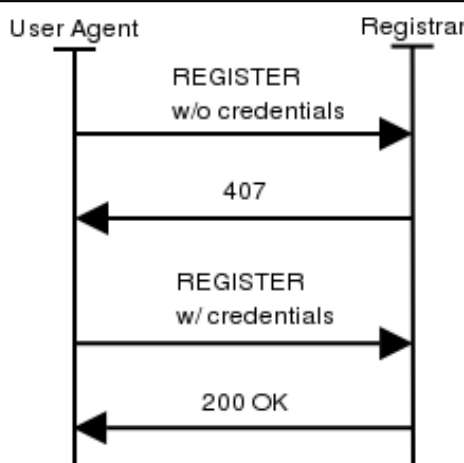 User Agent
Registrar
REGISTER
w/o credentials
407
REGISTER
w/ credentials
200 OK